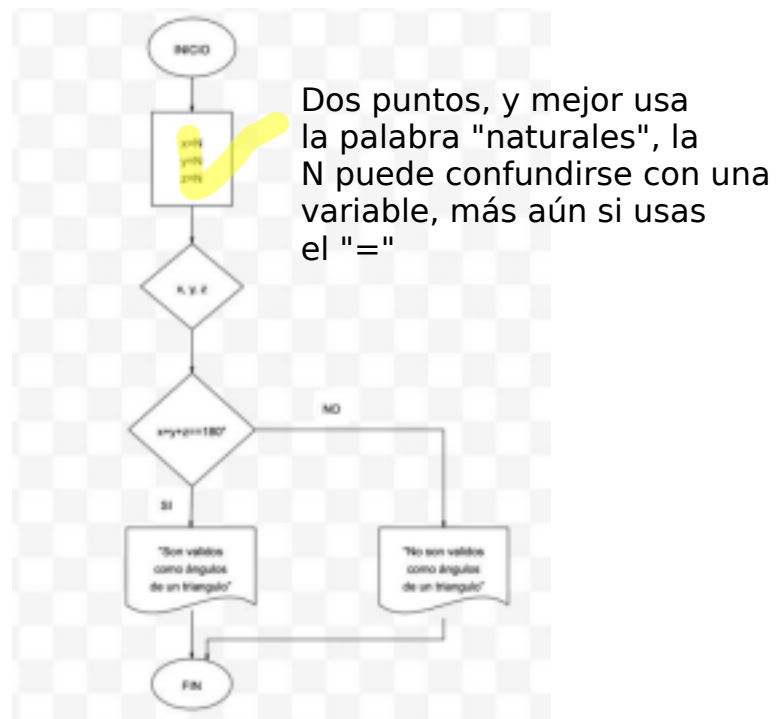 INICIO
x=N
y=N
z=N
Dos puntos, y mejor usa
la palabra "naturales", la
N puede confundirse con una
variable, más aún si usas
el "="
x, y, z
x+y+z==180°
NO
SI
"Son validos
como ángulos
de un triangulo"
"No son validos
como ángulos
de un triangulo"
FIN